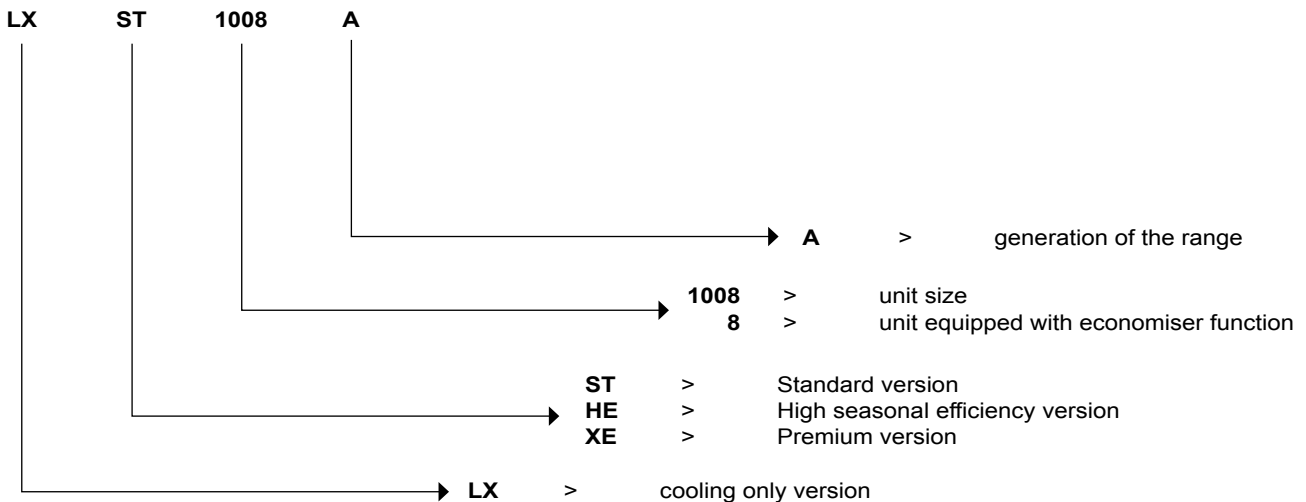 LX ST 1008 A
A > generation of the range
1008 > unit size
8 > unit equipped with economiser function
ST > Standard version
HE > High seasonal efficiency version
XE > Premium version
LX > cooling only version